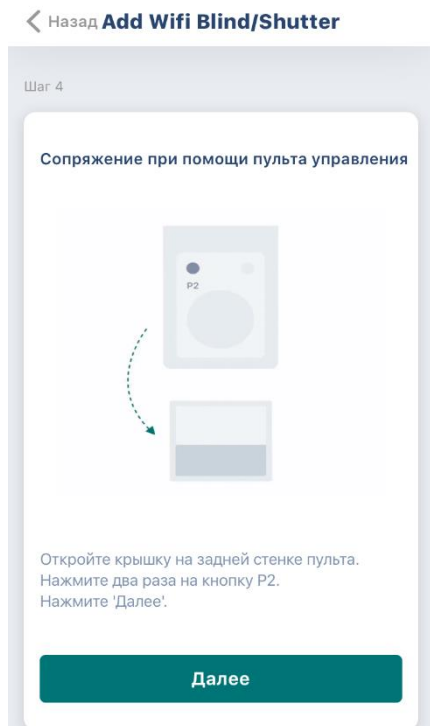 Назад Add Wifi Blind/Shutter
Шаг 4
Сопряжение при помощи пульта управления
P2
Откройте крышку на задней стенке пульта.
Нажмите два раза на кнопку P2.
Нажмите 'Далее'.
Далее